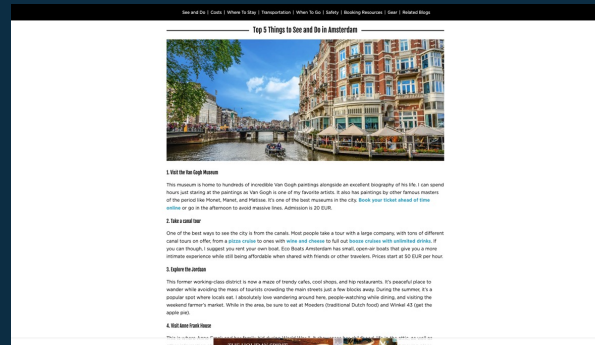 See and Do | Costs | Where To Stay | Transportation | When To Go | Safety | Booking Resources | Gear | Related Blogs
Top 5 Things to See and Do in Amsterdam
1. Visit the Van Gogh Museum
This museum is home to hundreds of incredible Van Gogh paintings alongside an excellent biography of his life. I can spend
hours just staring at the paintings as Van Gogh is one of my favorite artists. It also has paintings by other famous masters
of the period like Monet, Manet, and Matisse. It's one of the best museums in the city. Book your ticket ahead of time
online or go in the afternoon to avoid massive lines. Admission is 20 EUR.
2. Take a canal tour
One of the best ways to see the city is from the canals. Most people take a tour with a large company, with tons of different
canal tours on offer, from a pizza cruise to ones with wine and cheese to full out booze cruises with unlimited drinks. If
you can though, I suggest you rent your own boat. Eco Boats Amsterdam has small, open-air boats that give you a more
intimate experience while still being affordable when shared with friends or other travelers. Prices start at 50 EUR per hour.
3. Explore the Jordaan
This former working-class district is now a maze of trendy cafes, cool shops, and hip restaurants. It's peaceful place to
wander while avoiding the mass of tourists crowding the main streets just a few blocks away. During the summer, it's a
popular spot where locals eat. I absolutely love wandering around here, people-watching while dining, and visiting the
weekend farmer's market. While in the area, be sure to eat at Moeders (traditional Dutch food) and Winkel 43 (get the
apple pie).
4. Visit Anne Frank House